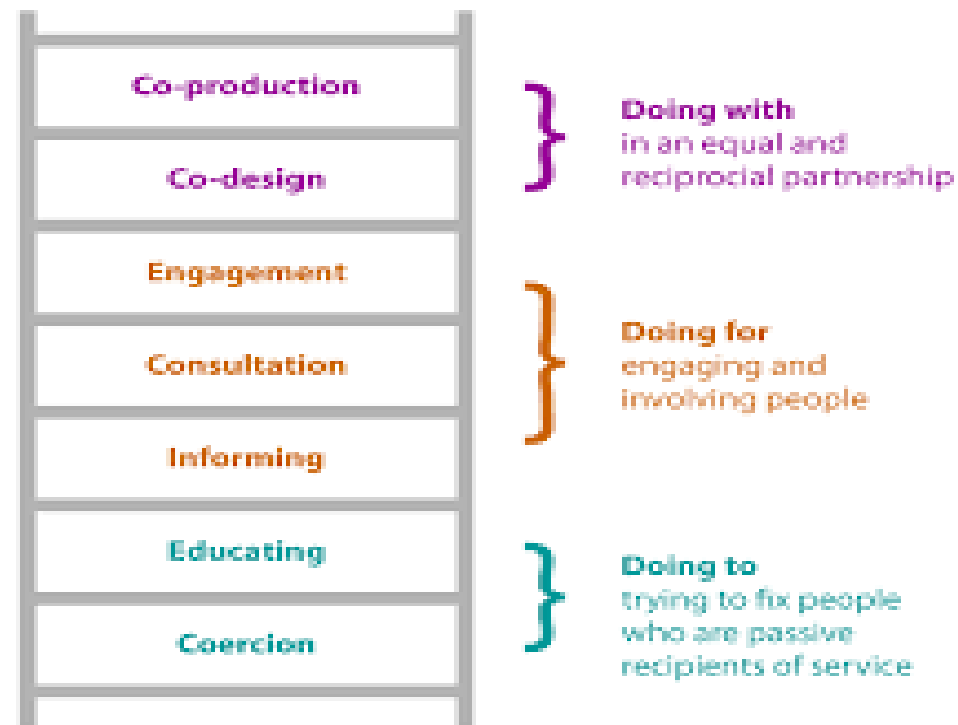 Co-production
Co-design
Engagement
Consultation
Informing
Educating
Coercion
Doing with
in an equal and
reciprocial partnership
Doing for
engaging and
involving people
Doing to
trying to fix people
who are passive
recipients of service